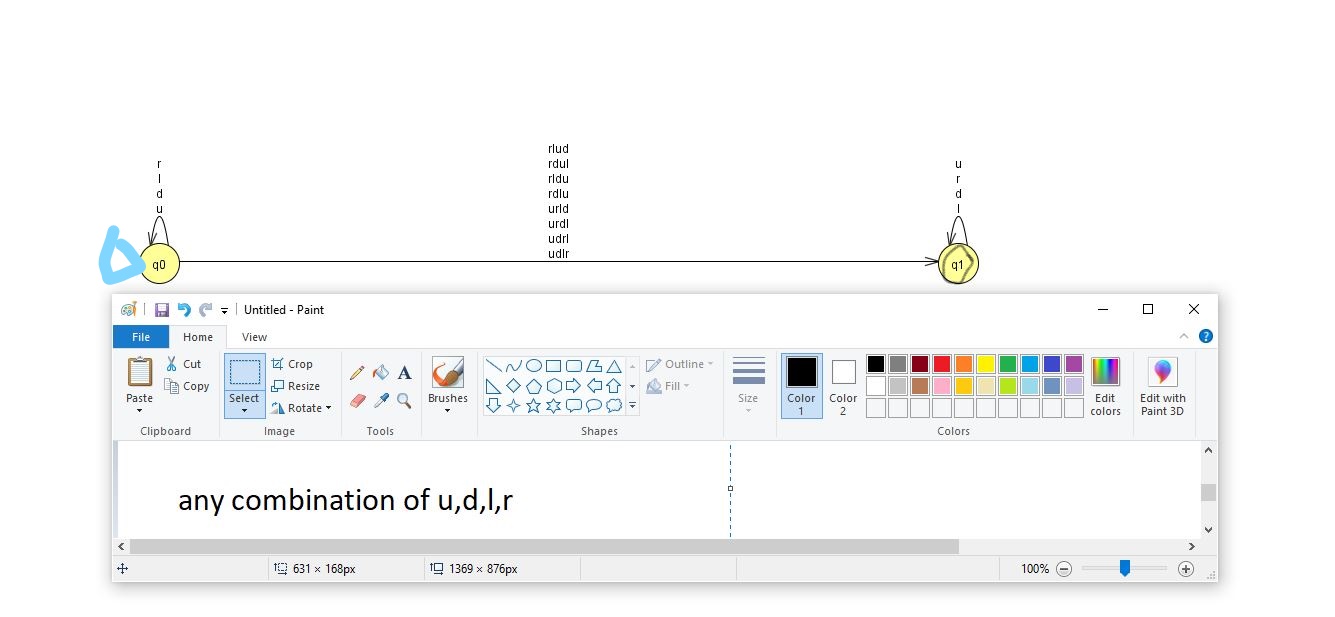 rlud
rdul
rldu
rdlu
urld
urdl
udrl
udlr
r
l
d
u
u
r
d
l
q0
q1
Untitled - Paint
File Home View
Paste
Cut
Copy
Clipboard
Select
Crop
Resize
Rotate
Image
A
Tools
Brushes
Outline
Fill
Shapes
Size
Color 1
Color 2
Edit colors
Colors
Edit with Paint 3D
any combination of u,d,l,r
631 × 168px
1369 × 876px
100%